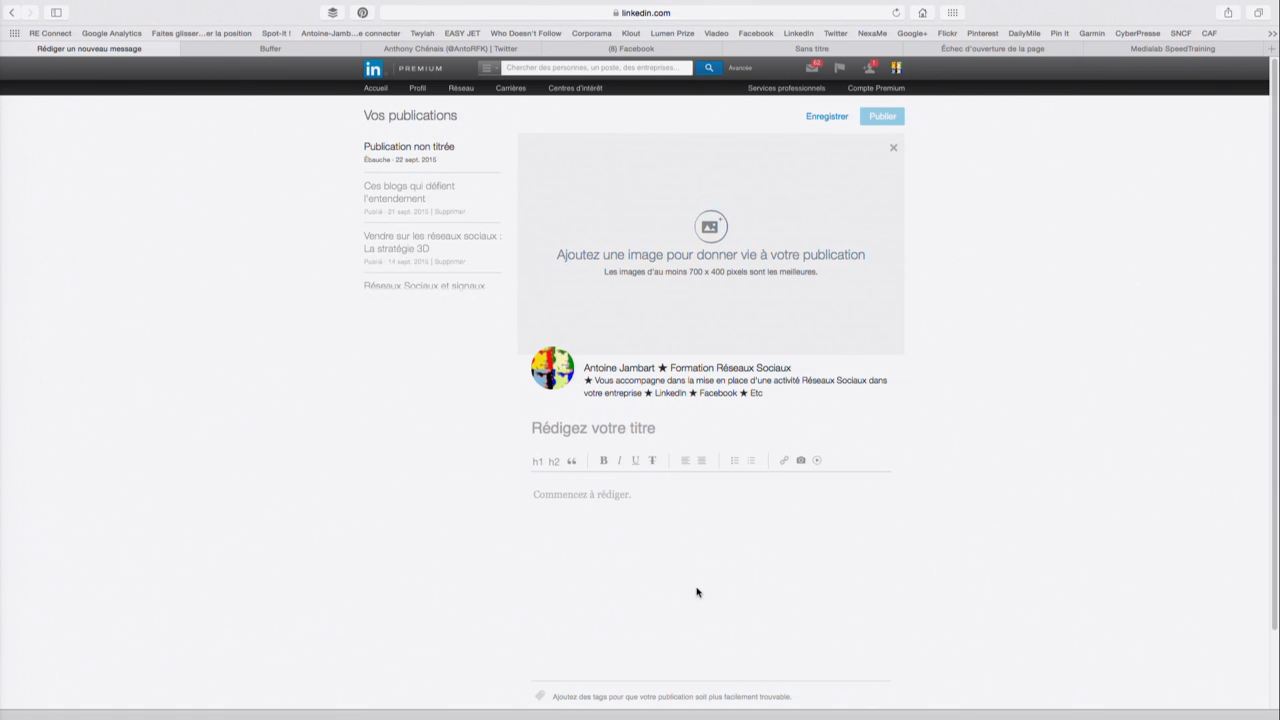 linkedin.com
RE Connect Google Analytics Faites glisser...er la position Spot-It ! Antoine-Jamb...e connecter Twylah EASY JET Who Doesn't Follow Corporama Klout Lumen Prize Viadeo Facebook LinkedIn Twitter NexaMe Google+ Flickr Pinterest DailyMile Pin It Garmin CyberPresse SNCF CAF
Rédiger un nouveau message Buffer Anthony Chénais (@AntoRFK) | Twitter (8) Facebook Sans titre Échec d'ouverture de la page Medialab SpeedTraining
in PREMIUM Chercher des personnes, un poste, des entreprises... Avancée 62 1
Accueil Profil Réseau Carrières Centres d'intérêt Services professionnels Compte Premium
Vos publications Enregistrer Publier
Publication non titrée
Ébauche · 22 sept. 2015
Ces blogs qui défient
l'entendement
Publié · 21 sept. 2015 | Supprimer
Vendre sur les réseaux sociaux :
La stratégie 3D
Publié · 14 sept. 2015 | Supprimer
Réseaux Sociaux et signaux
Ajoutez une image pour donner vie à votre publication
Les images d'au moins 700 x 400 pixels sont les meilleures.
Antoine Jambart ★ Formation Réseaux Sociaux
★ Vous accompagne dans la mise en place d'une activité Réseaux Sociaux dans
votre entreprise ★ LinkedIn ★ Facebook ★ Etc
Rédigez votre titre
h1 h2 “ B I U T
Commencez à rédiger.
Ajoutez des tags pour que votre publication soit plus facilement trouvable.